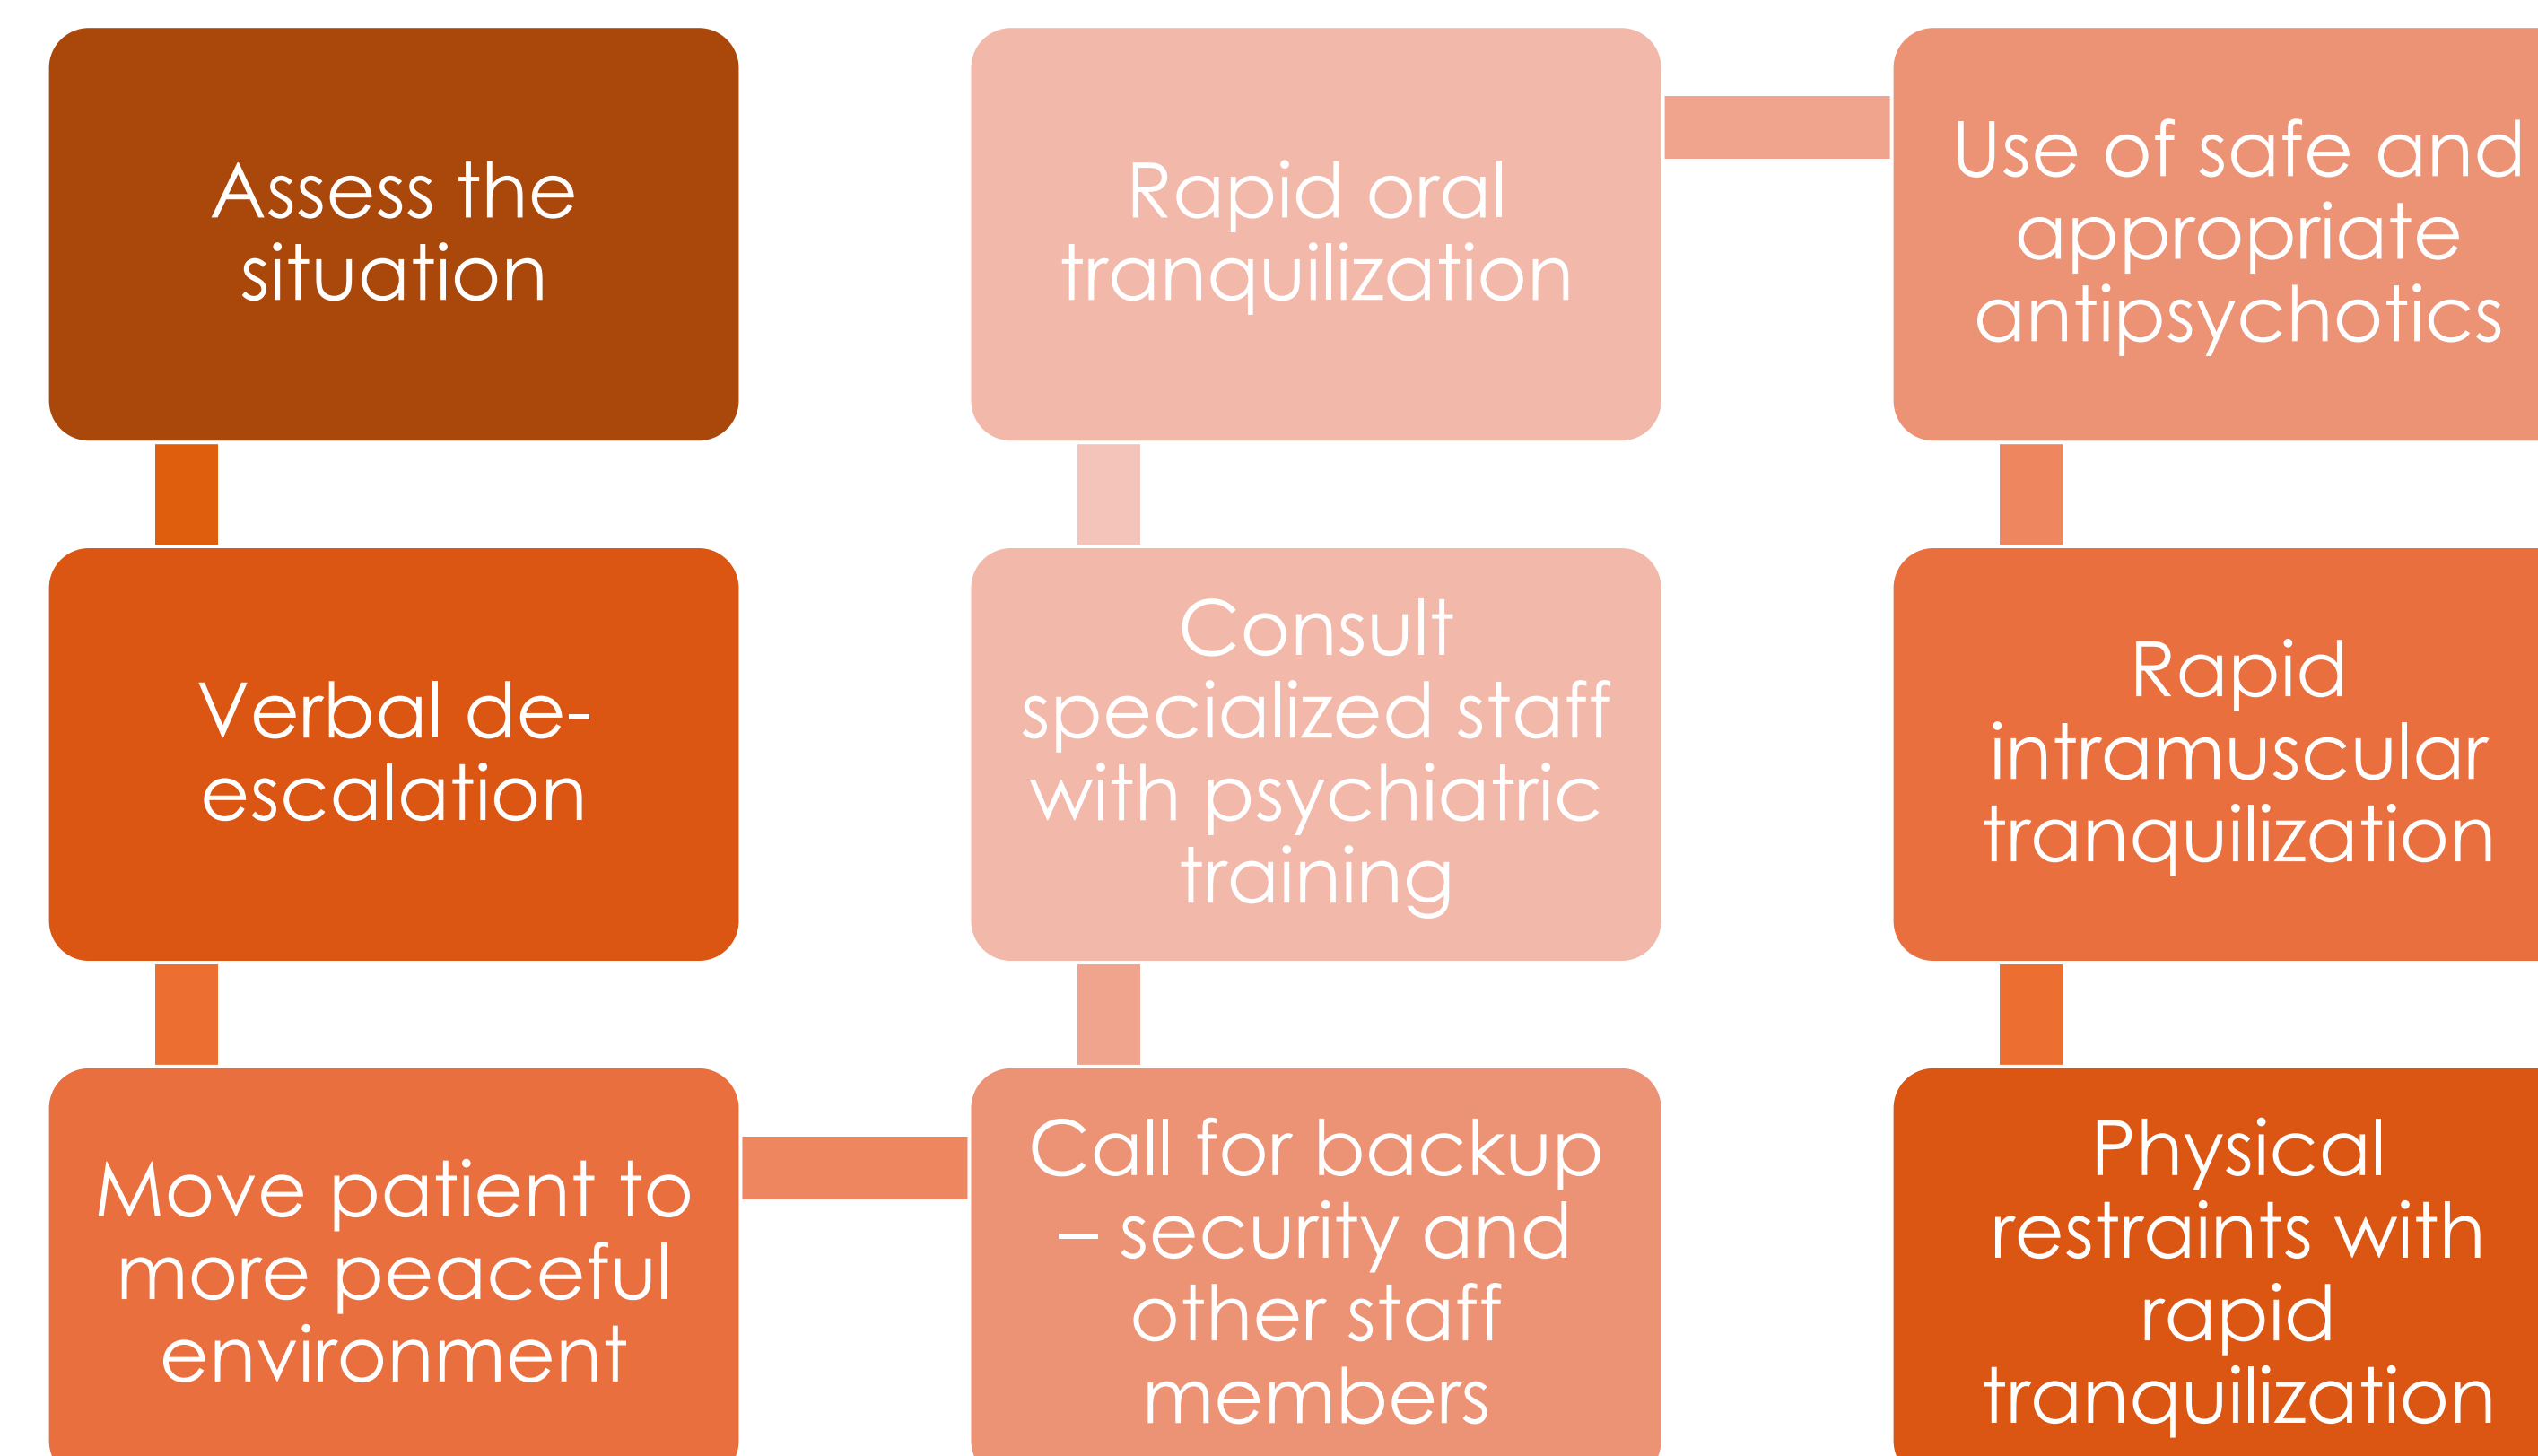 Assess the
situation
Verbal de-
escalation
Move patient to
more peaceful
environment
Call for backup
– security and
other staff
members
Consult
specialized staff
with psychiatric
training
Rapid oral
tranquilization
Use of safe and
appropriate
antipsychotics
Rapid
intramuscular
tranquilization
Physical
restraints with
rapid
tranquilization